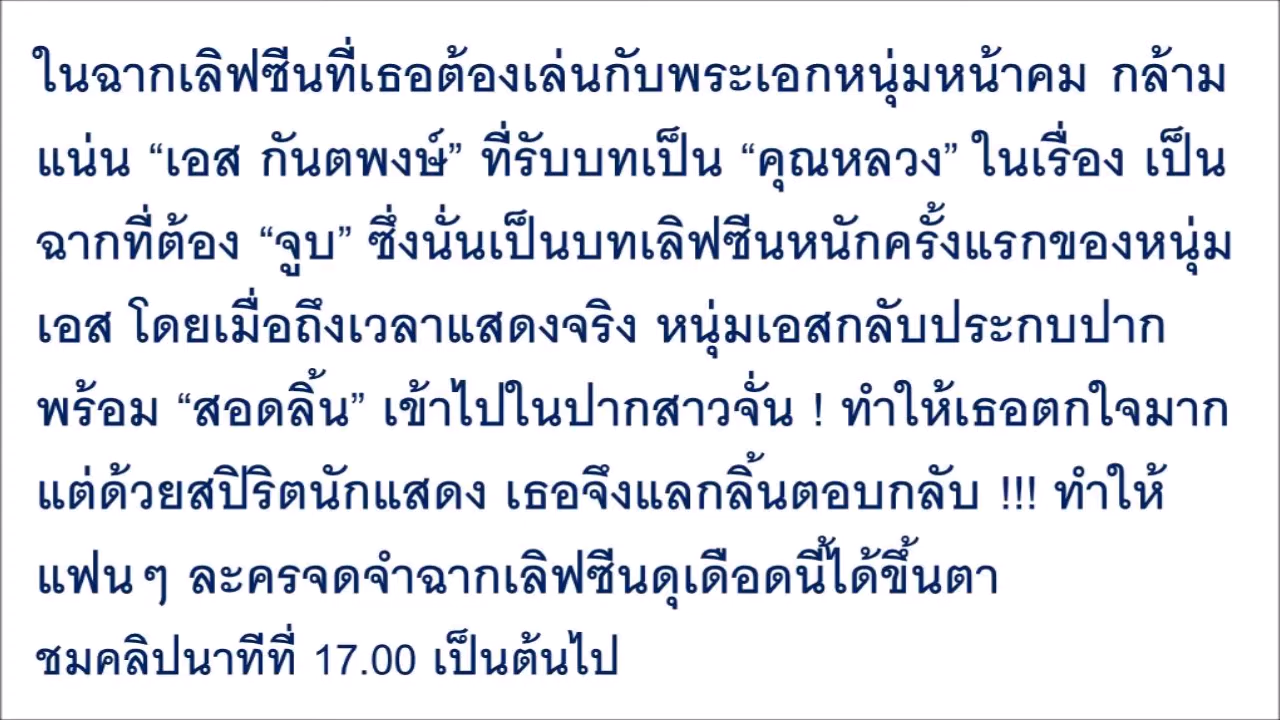 ในฉากเลิฟซีนที่เธอต้องเล่นกับพระเอกหนุ่มหน้าคม กล้าม
แน่น “เอส กันตพงษ์” ที่รับบทเป็น “คุณหลวง” ในเรื่อง เป็น
ฉากที่ต้อง “จูบ” ซึ่งนั่นเป็นบทเลิฟซีนหนักครั้งแรกของหนุ่ม
เอส โดยเมื่อถึงเวลาแสดงจริง หนุ่มเอสกลับประกบปาก
พร้อม “สอดลิ้น” เข้าไปในปากสาวจั่น ! ทำให้เธอตกใจมาก
แต่ด้วยสปิริตนักแสดง เธอจึงแลกลิ้นตอบกลับ !!! ทำให้
แฟนๆ ละครจดจำฉากเลิฟซีนดุเดือดนี้ได้ขึ้นตา
ชมคลิปนาทีที่ 17.00 เป็นต้นไป